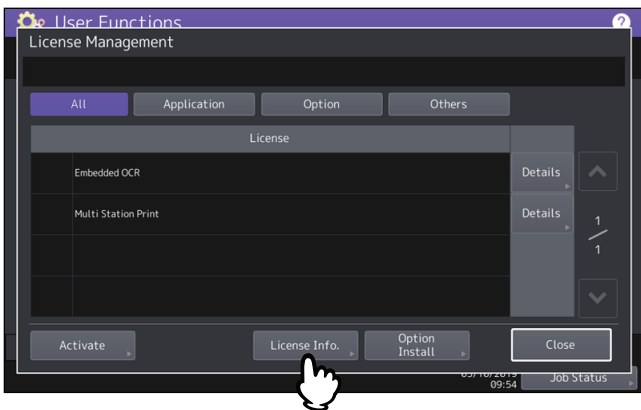 User Functions
?
License Management
All
Application
Option
Others
License
Embedded OCR
Details
Multi Station Print
Details
1
1
Activate
License Info.
Option
Install
Close
09:54
Job Status